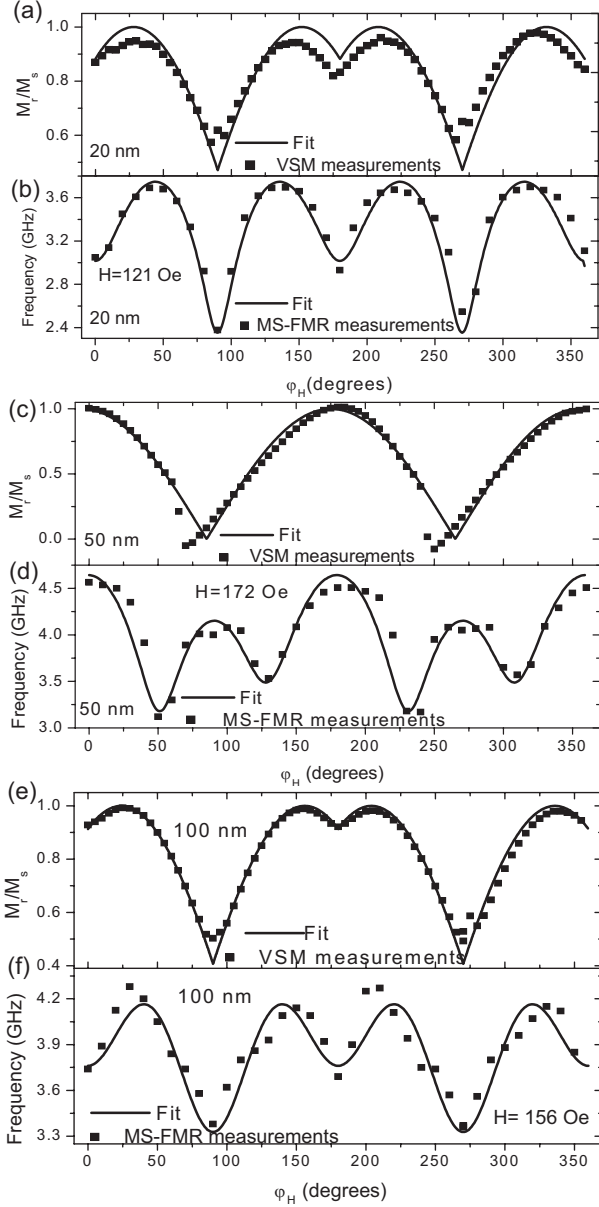 (a)
1.0
0.8
0.6
M_r/M_s
20 nm
Fit
VSM measurements
(b)
3.6
3.2
2.8
2.4
Frequency (GHz)
H=121 Oe
20 nm
Fit
MS-FMR measurements
0 50 100 150 200 250 300 350
φ_H (degrees)
(c)
1.0
0.5
0.0
M_r/M_s
50 nm
Fit
VSM measurements
(d)
4.5
4.0
3.5
3.0
Frequency (GHz)
H=172 Oe
50 nm
Fit
MS-FMR measurements
0 50 100 150 200 250 300 350
φ_H (degrees)
(e)
1.0
0.8
0.6
0.4
M_r/M_s
100 nm
Fit
VSM measurements
(f)
4.2
3.9
3.6
3.3
Frequency (GHz)
100 nm
Fit
MS-FMR measurements
H= 156 Oe
0 50 100 150 200 250 300 350
φ_H (degrees)